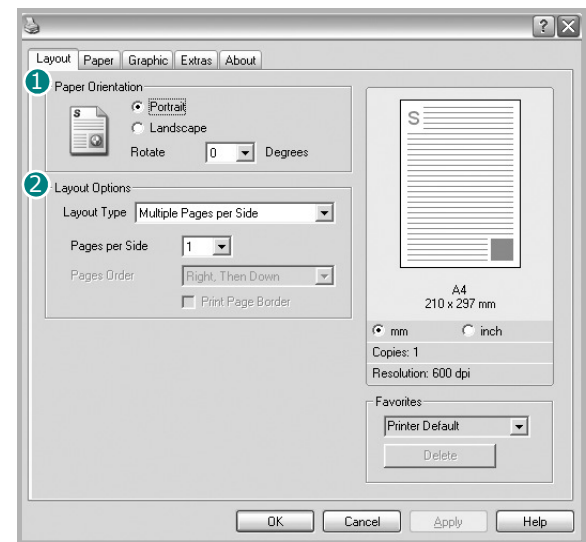 Layout Paper Graphic Extras About
1
Paper Orientation
S
Portrait
Landscape
Rotate 0 Degrees
2
Layout Options
Layout Type Multiple Pages per Side
Pages per Side 1
Pages Order Right, Then Down
Print Page Border
S
A4
210 x 297 mm
mm inch
Copies: 1
Resolution: 600 dpi
Favorites
Printer Default
Delete
OK Cancel Apply Help